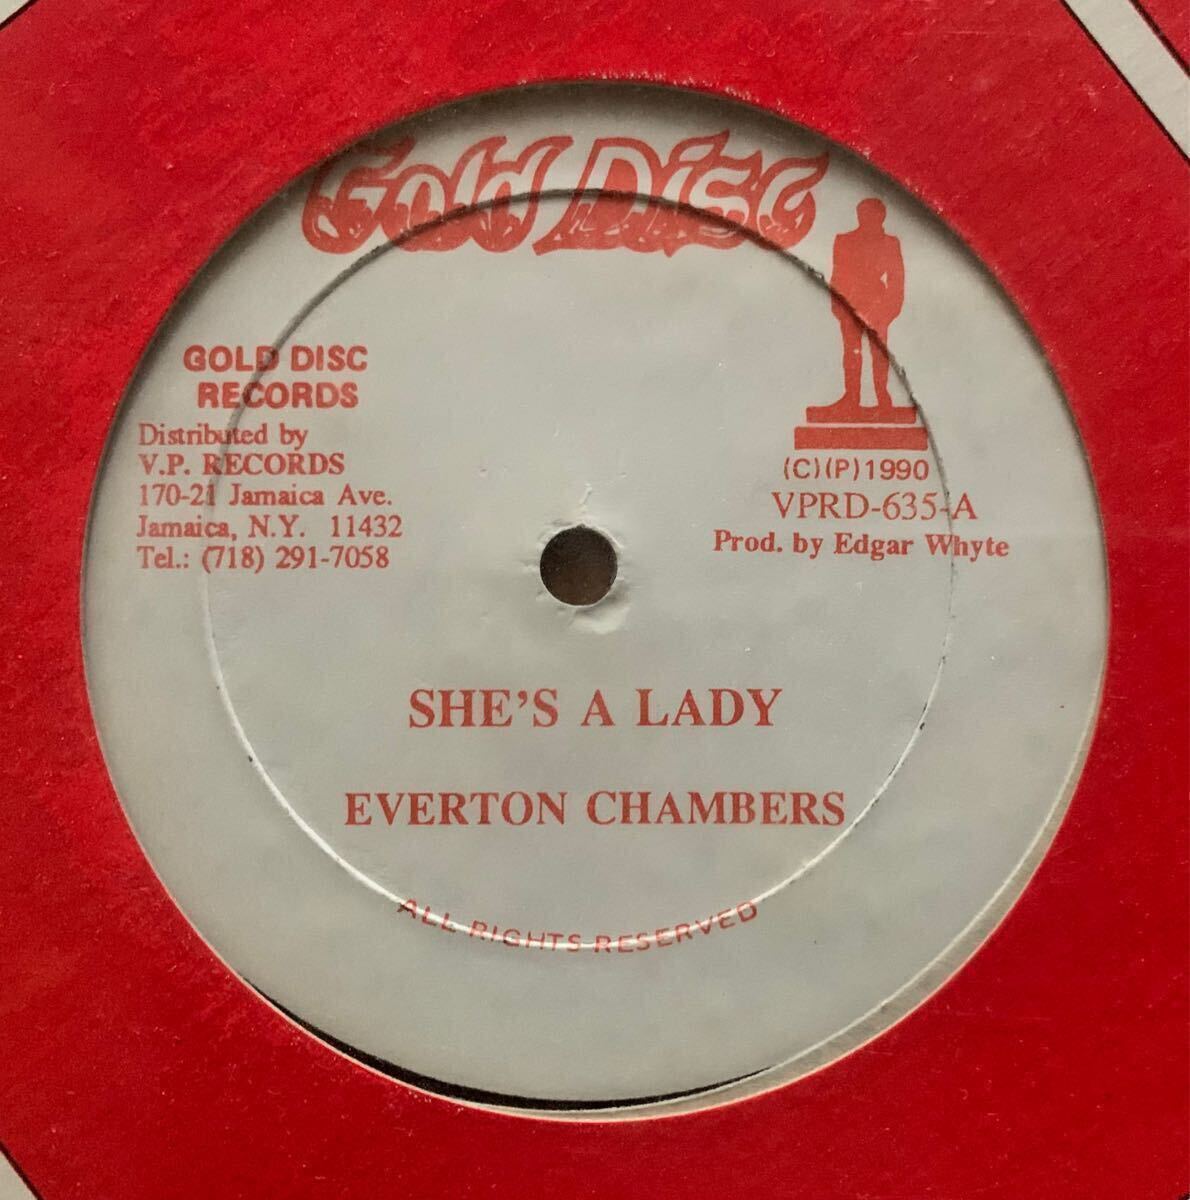 Gold Disc
GOLD DISC
RECORDS
Distributed by
V.P. RECORDS
170-21 Jamaica Ave.
Jamaica, N.Y. 11432
Tel.: (718) 291-7058
(C)(P)1990
VPRD-635-A
Prod. by Edgar Whyte
SHE'S A LADY
EVERTON CHAMBERS
ALL RIGHTS RESERVED